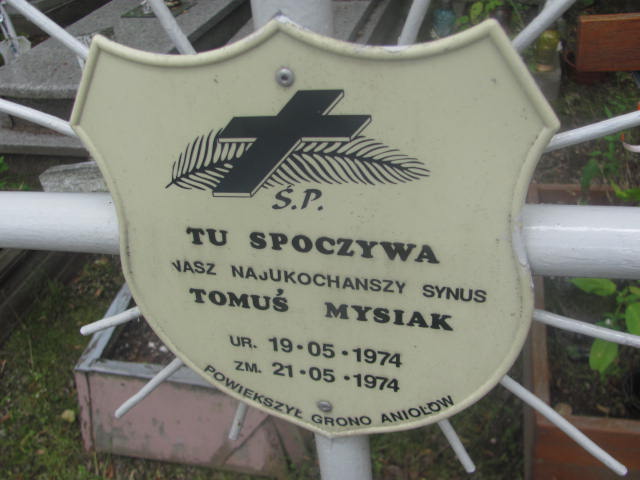 Ś.P.
TU SPOCZYWA
NASZ NAJUKOCHANSZY SYNUS
TOMUŚ MYSIAK
UR. 19•05•1974
ZM. 21•05•1974
POWIEKSZYŁ GRONO ANIOŁÓW